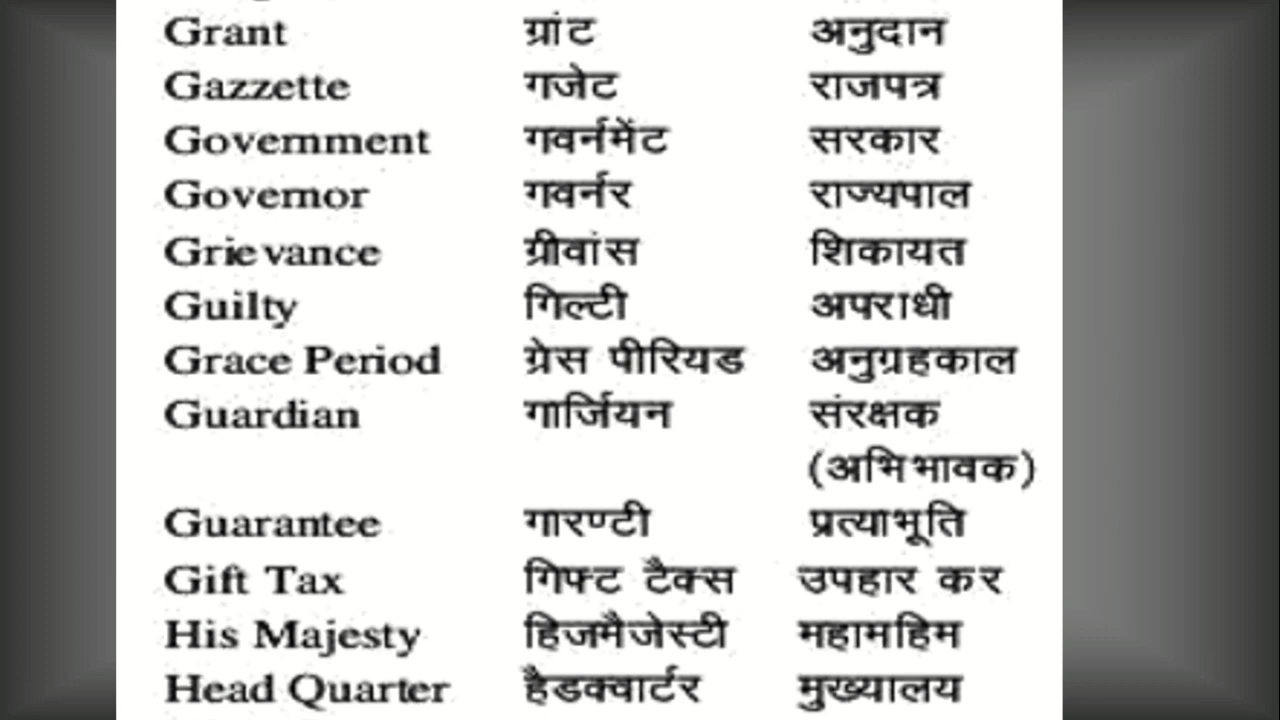 Grant ग्रांट अनुदान
Gazzette गजेट राजपत्र
Government गवर्नमेंट सरकार
Governor गवर्नर राज्यपाल
Grievance ग्रीवांस शिकायत
Guilty गिल्टी अपराधी
Grace Period ग्रेस पीरियड अनुग्रहकाल
Guardian गार्जियन संरक्षक
(अभिभावक)
Guarantee गारण्टी प्रत्याभूति
Gift Tax गिफ्ट टैक्स उपहार कर
His Majesty हिजमैजेस्टी महामहिम
Head Quarter हैडक्वार्टर मुख्यालय